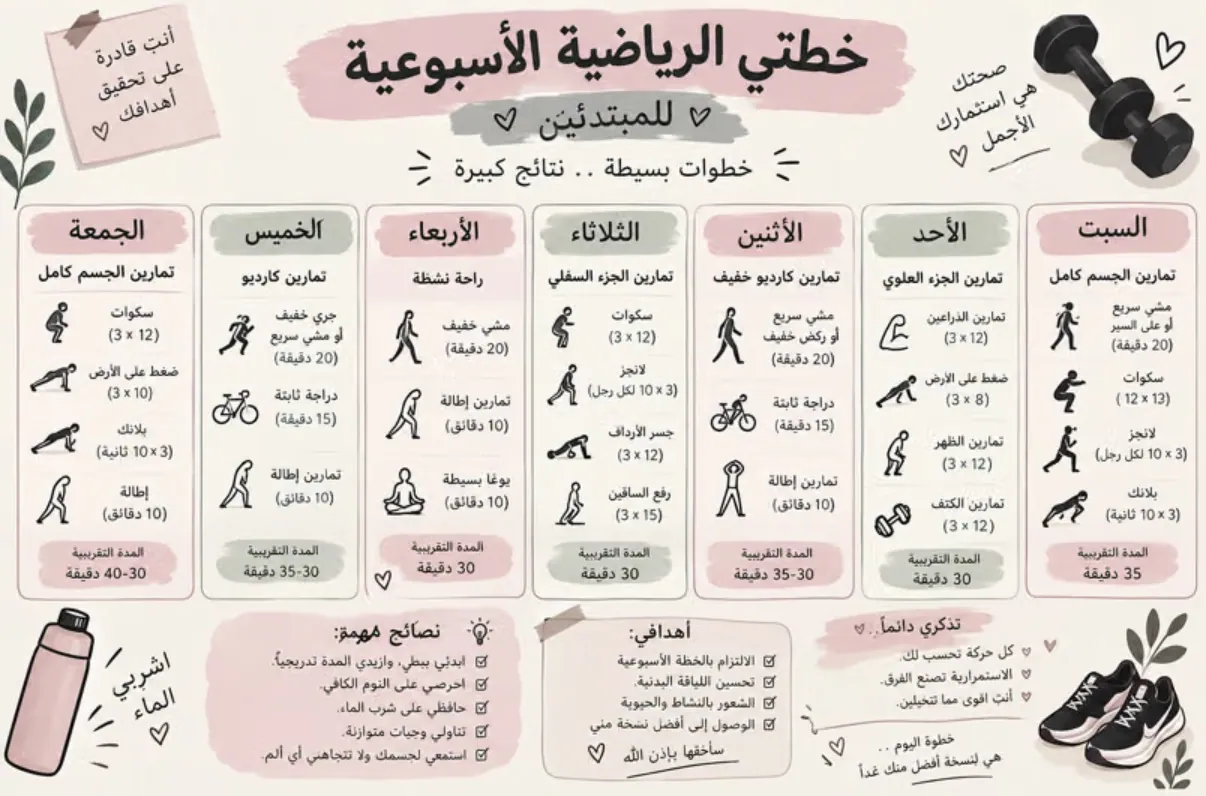 خطتي الرياضية الأسبوعية
للمبتدئين
خطوات بسيطة .. نتائج كبيرة
صحتك
هي استثمارك
الأجمل
أنتِ قادرة
على تحقيق
أهدافك
السبت
تمارين الجسم كامل
مشي سريع
أو على السير
(20 دقيقة)
سكوات
(13 × 12)
لانجز
(3 × 10 لكل رجل)
بلانك
(3 × 10 ثانية)
المدة التقريبية
35 دقيقة
الأحد
تمارين الجزء العلوي
تمارين الذراعين
(3 × 12)
ضغط على الأرض
(3 × 8)
تمارين الظهر
(3 × 12)
تمارين الكتف
(3 × 12)
المدة التقريبية
30 دقيقة
الأثنين
تمارين كارديو خفيف
مشي سريع
أو ركض خفيف
(20 دقيقة)
دراجة ثابتة
(15 دقيقة)
تمارين إطالة
(10 دقائق)
المدة التقريبية
35-30 دقيقة
الثلاثاء
تمارين الجزء السفلي
سكوات
(3 × 12)
لانجز
(3 × 10 لكل رجل)
جسر الأرداف
(3 × 12)
رفع الساقين
(3 × 15)
المدة التقريبية
30 دقيقة
الأربعاء
راحة نشطة
مشي خفيف
(20 دقيقة)
تمارين إطالة
(10 دقائق)
يوغا بسيطة
(10 دقائق)
المدة التقريبية
30 دقيقة
الخميس
تمارين كارديو
جري خفيف
أو مشي سريع
(20 دقيقة)
دراجة ثابتة
(15 دقيقة)
تمارين إطالة
(10 دقائق)
المدة التقريبية
35-30 دقيقة
الجمعة
تمارين الجسم كامل
سكوات
(3 × 12)
ضغط على الأرض
(3 × 10)
بلانك
(3 × 10 ثانية)
إطالة
(10 دقائق)
المدة التقريبية
40-30 دقيقة
تذكري دائماً..
كل حركة تحسب لك.
الاستمرارية تصنع الفرق.
أنتِ اقوى مما تتخيلين.
خطوة اليوم ..
هي لنسخة أفضل منك غداً
أهدافي:
الالتزام بالخطة الأسبوعية
تحسين اللياقة البدنية.
الشعور بالنشاط والحيوية
الوصول إلى أفضل نسخة مني
سأحققها بإذن الله
نصائح مهمة:
ابدئي ببطي، وازيدي المدة تدريجياً.
احرصي على النوم الكافي.
حافظي على شرب الماء.
تناولي وجبات متوازنة.
استمعي لجسمك ولا تتجاهني أي ألم.
اشربي
الماء